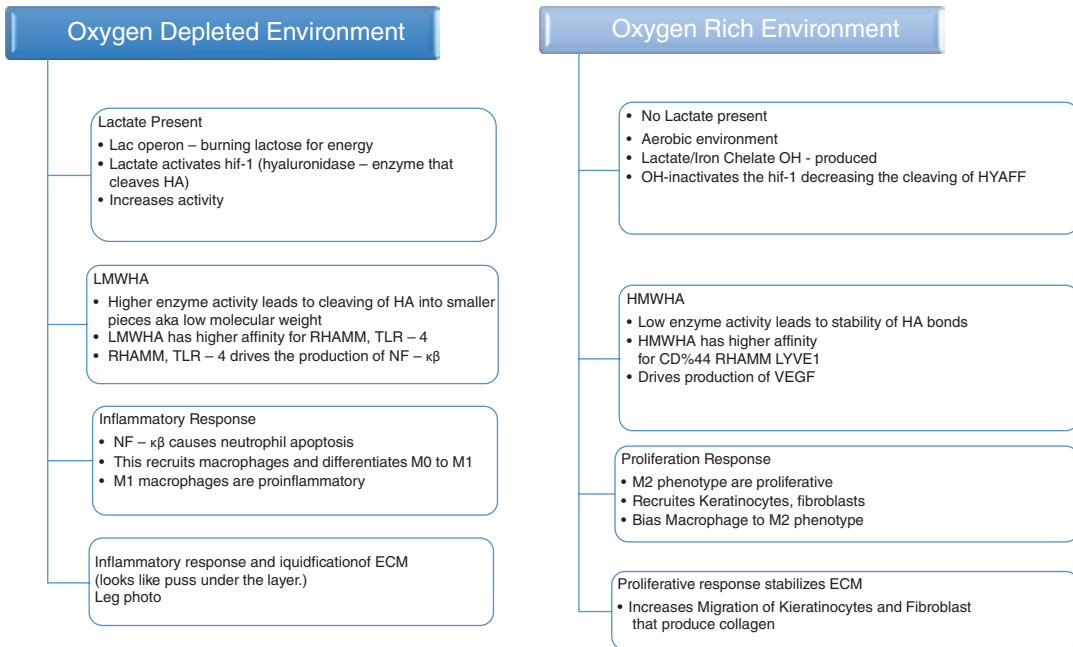 Oxygen Depleted Environment
Lactate Present
• Lac operon – burning lactose for energy
• Lactate activates hif-1 (hyaluronidase – enzyme that
cleaves HA)
• Increases activity
LMWHA
• Higher enzyme activity leads to cleaving of HA into smaller
pieces aka low molecular weight
• LMWHA has higher affinity for RHAMM, TLR – 4
• RHAMM, TLR – 4 drives the production of NF – κβ
Inflammatory Response
• NF – κβ causes neutrophil apoptosis
• This recruits macrophages and differentiates M0 to M1
• M1 macrophages are proinflammatory
Inflammatory response and iquidificationof ECM
(looks like puss under the layer.)
Leg photo
Oxygen Rich Environment
• No Lactate present
• Aerobic environment
• Lactate/Iron Chelate OH - produced
• OH-inactivates the hif-1 decreasing the cleaving of HYAFF
HMWHA
• Low enzyme activity leads to stability of HA bonds
• HMWHA has higher affinity
for CD%44 RHAMM LYVE1
• Drives production of VEGF
Proliferation Response
• M2 phenotype are proliferative
• Recruites Keratinocytes, fibroblasts
• Bias Macrophage to M2 phenotype
Proliferative response stabilizes ECM
• Increases Migration of Kieratinocytes and Fibroblast
that produce collagen